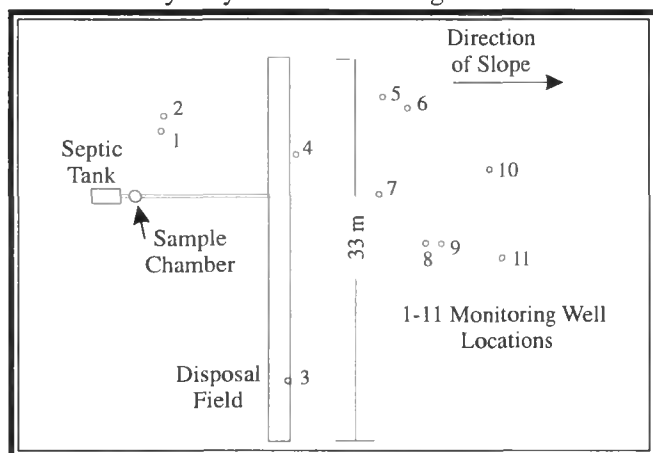 Direction
of Slope
2
1
5
6
Septic
Tank
4
10
7
Sample
Chamber
33 m
8
9
11
1-11 Monitoring Well
Locations
Disposal
Field
3